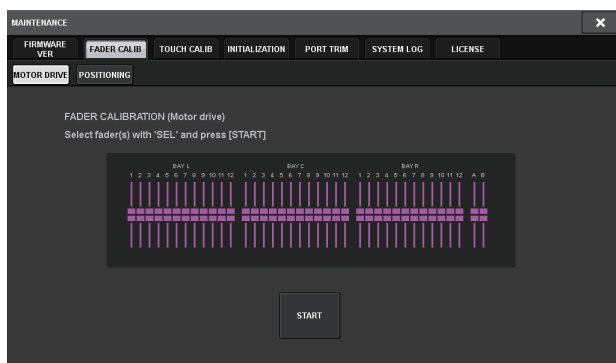 MAINTENANCE
FIRMWARE VER FADER CALIB TOUCH CALIB INITIALIZATION PORT TRIM SYSTEM LOG LICENSE
MOTOR DRIVE POSITIONING
FADER CALIBRATION (Motor drive)
Select fader(s) with 'SEL' and press [START]
BAY L BAY C BAY R
1 2 3 4 5 6 7 8 9 10 11 12 1 2 3 4 5 6 7 8 9 10 11 12 1 2 3 4 5 6 7 8 9 10 11 12 A B
START